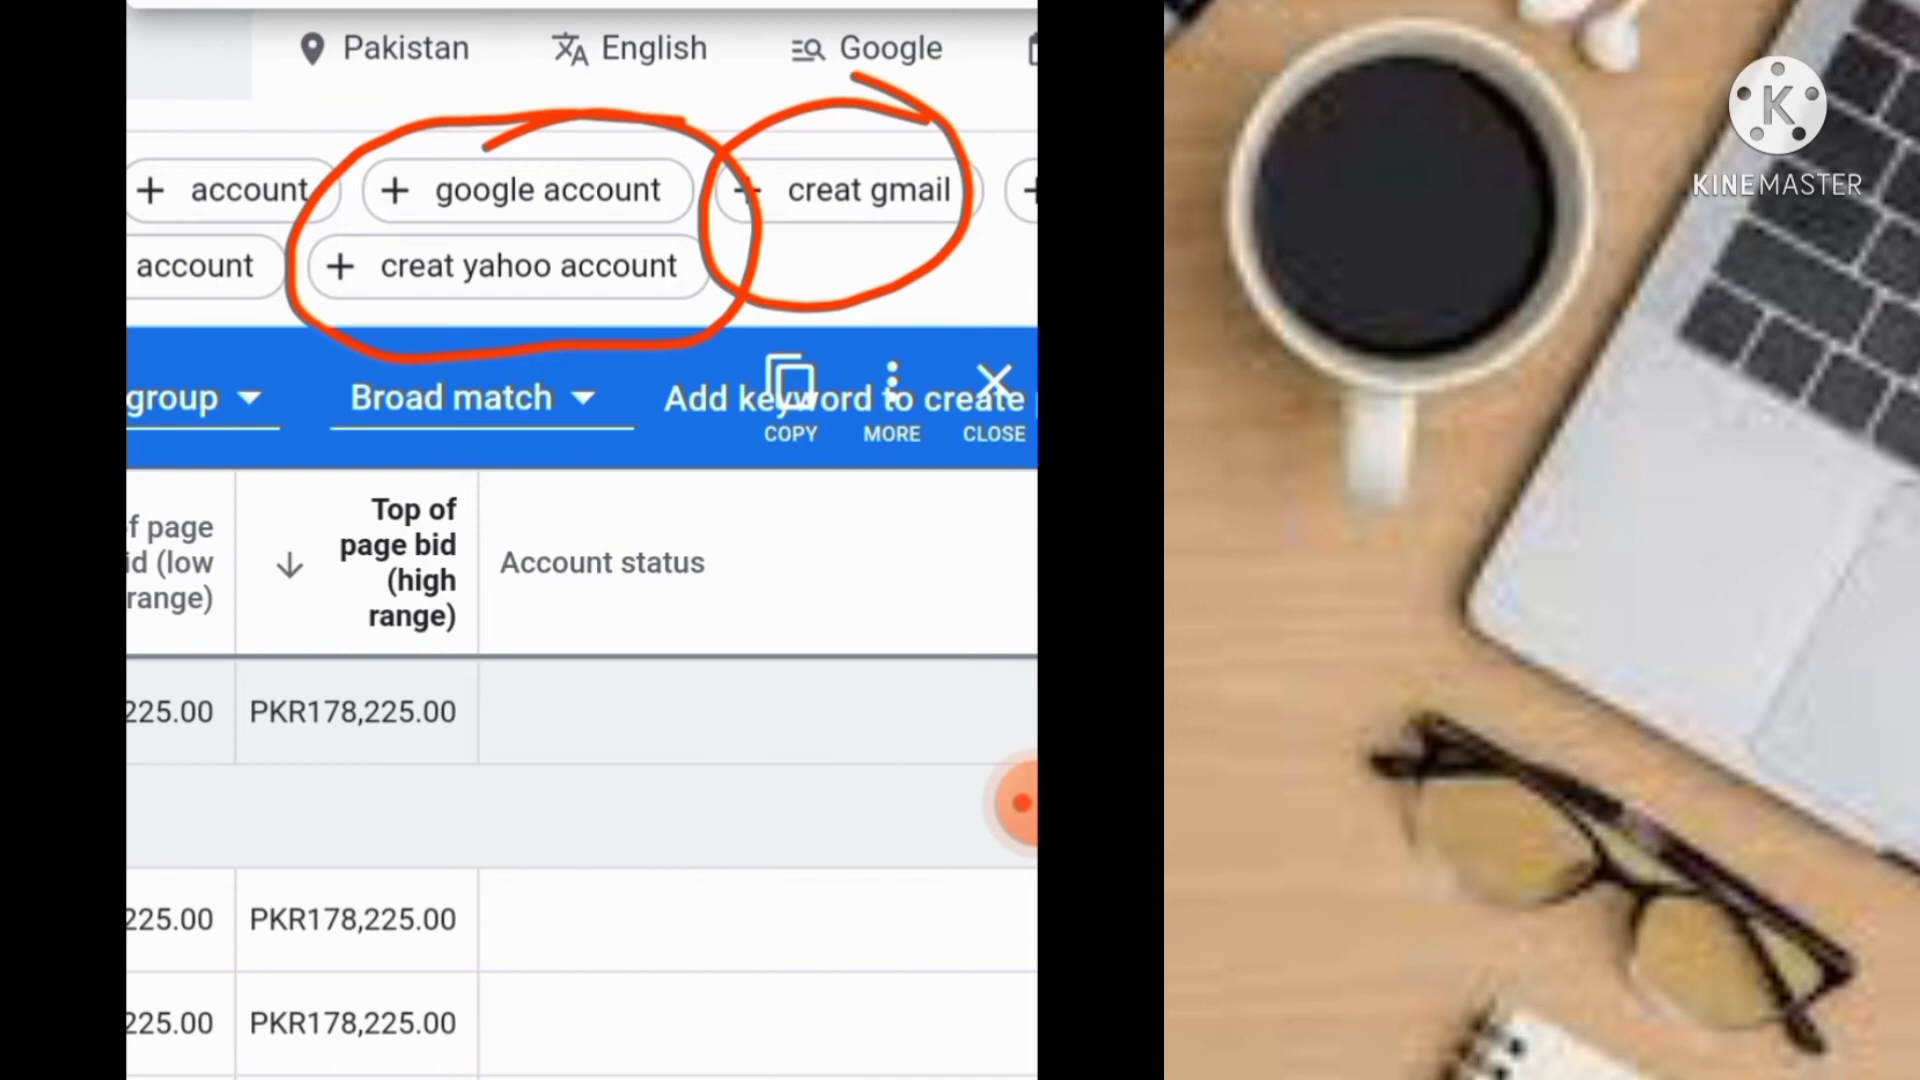 Pakistan English Google
+ account + google account + creat gmail +
account + creat yahoo account
group Broad match Add keyword to create
COPY MORE CLOSE
f page
id (low
range)
Top of
page bid
(high
range)
Account status
225.00 PKR178,225.00
225.00 PKR178,225.00
225.00 PKR178,225.00
K
KINEMASTER